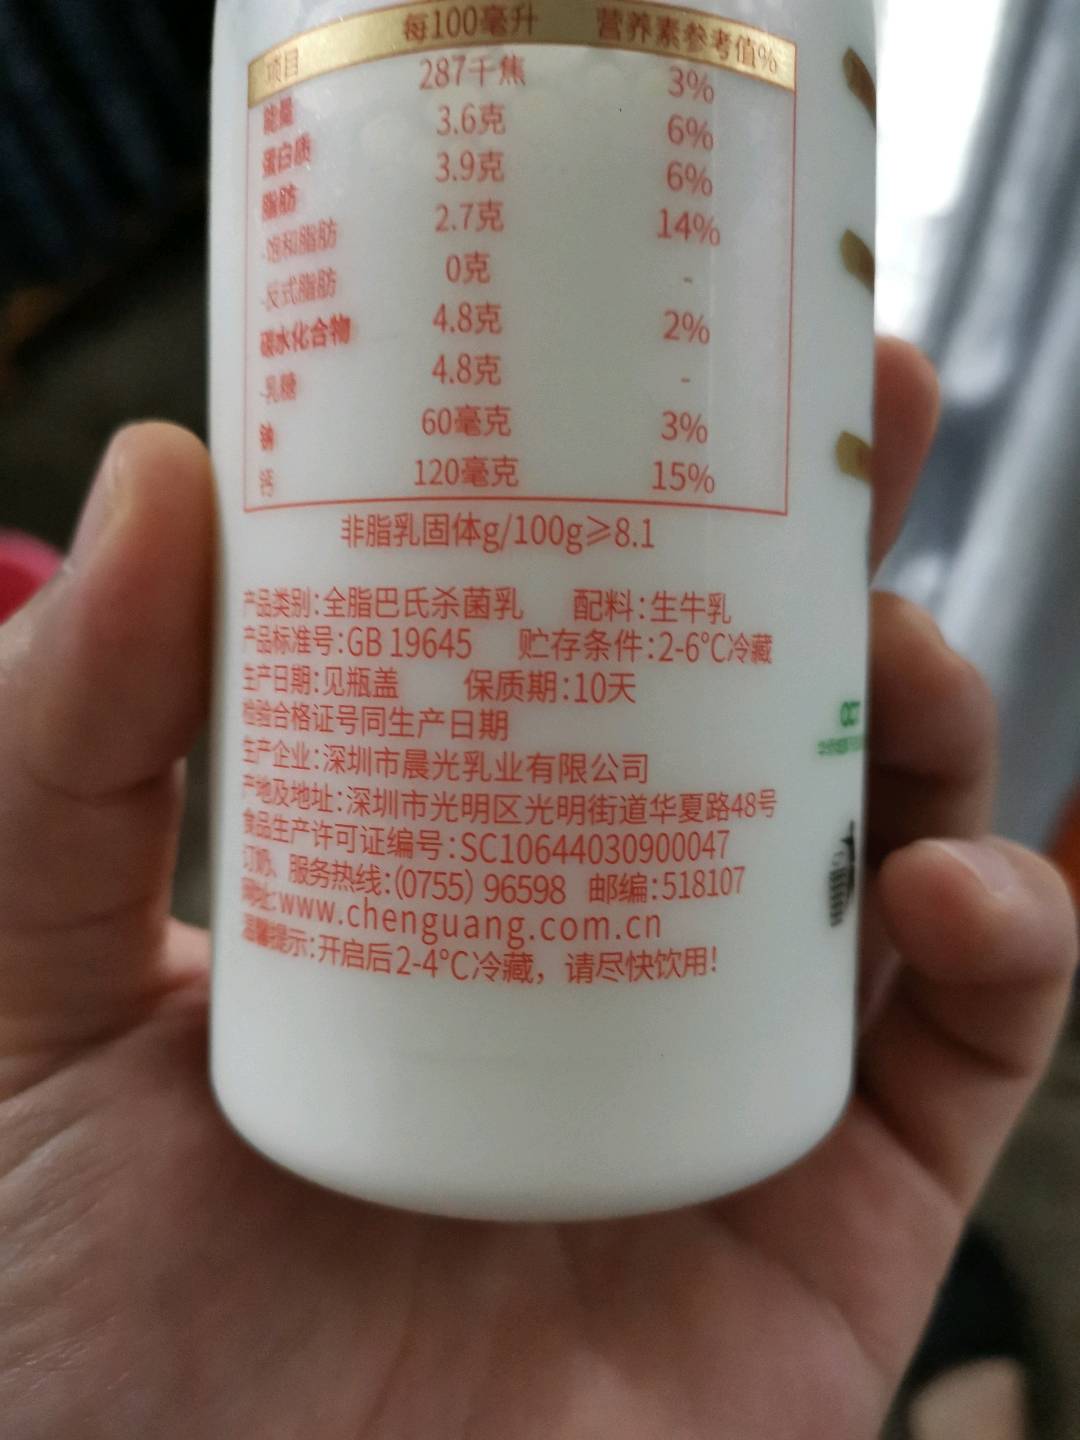 项目 每100毫升 营养素参考值%
能量 287千焦 3%
蛋白质 3.6克 6%
脂肪 3.9克 6%
-饱和脂肪 2.7克 14%
-反式脂肪 0克 -
碳水化合物 4.8克 2%
-乳糖 4.8克 -
钠 60毫克 3%
钙 120毫克 15%
非脂乳固体g/100g≥8.1
产品类别:全脂巴氏杀菌乳 配料:生牛乳
产品标准号:GB 19645 贮存条件:2-6°C冷藏
生产日期:见瓶盖 保质期:10天
检验合格证号同生产日期
生产企业:深圳市晨光乳业有限公司
产地及地址:深圳市光明区光明街道华夏路48号
食品生产许可证编号:SC10644030900047
订奶、服务热线:(0755) 96598 邮编:518107
网址:www.chenguang.com.cn
温馨提示:开启后2-4°C冷藏，请尽快饮用!